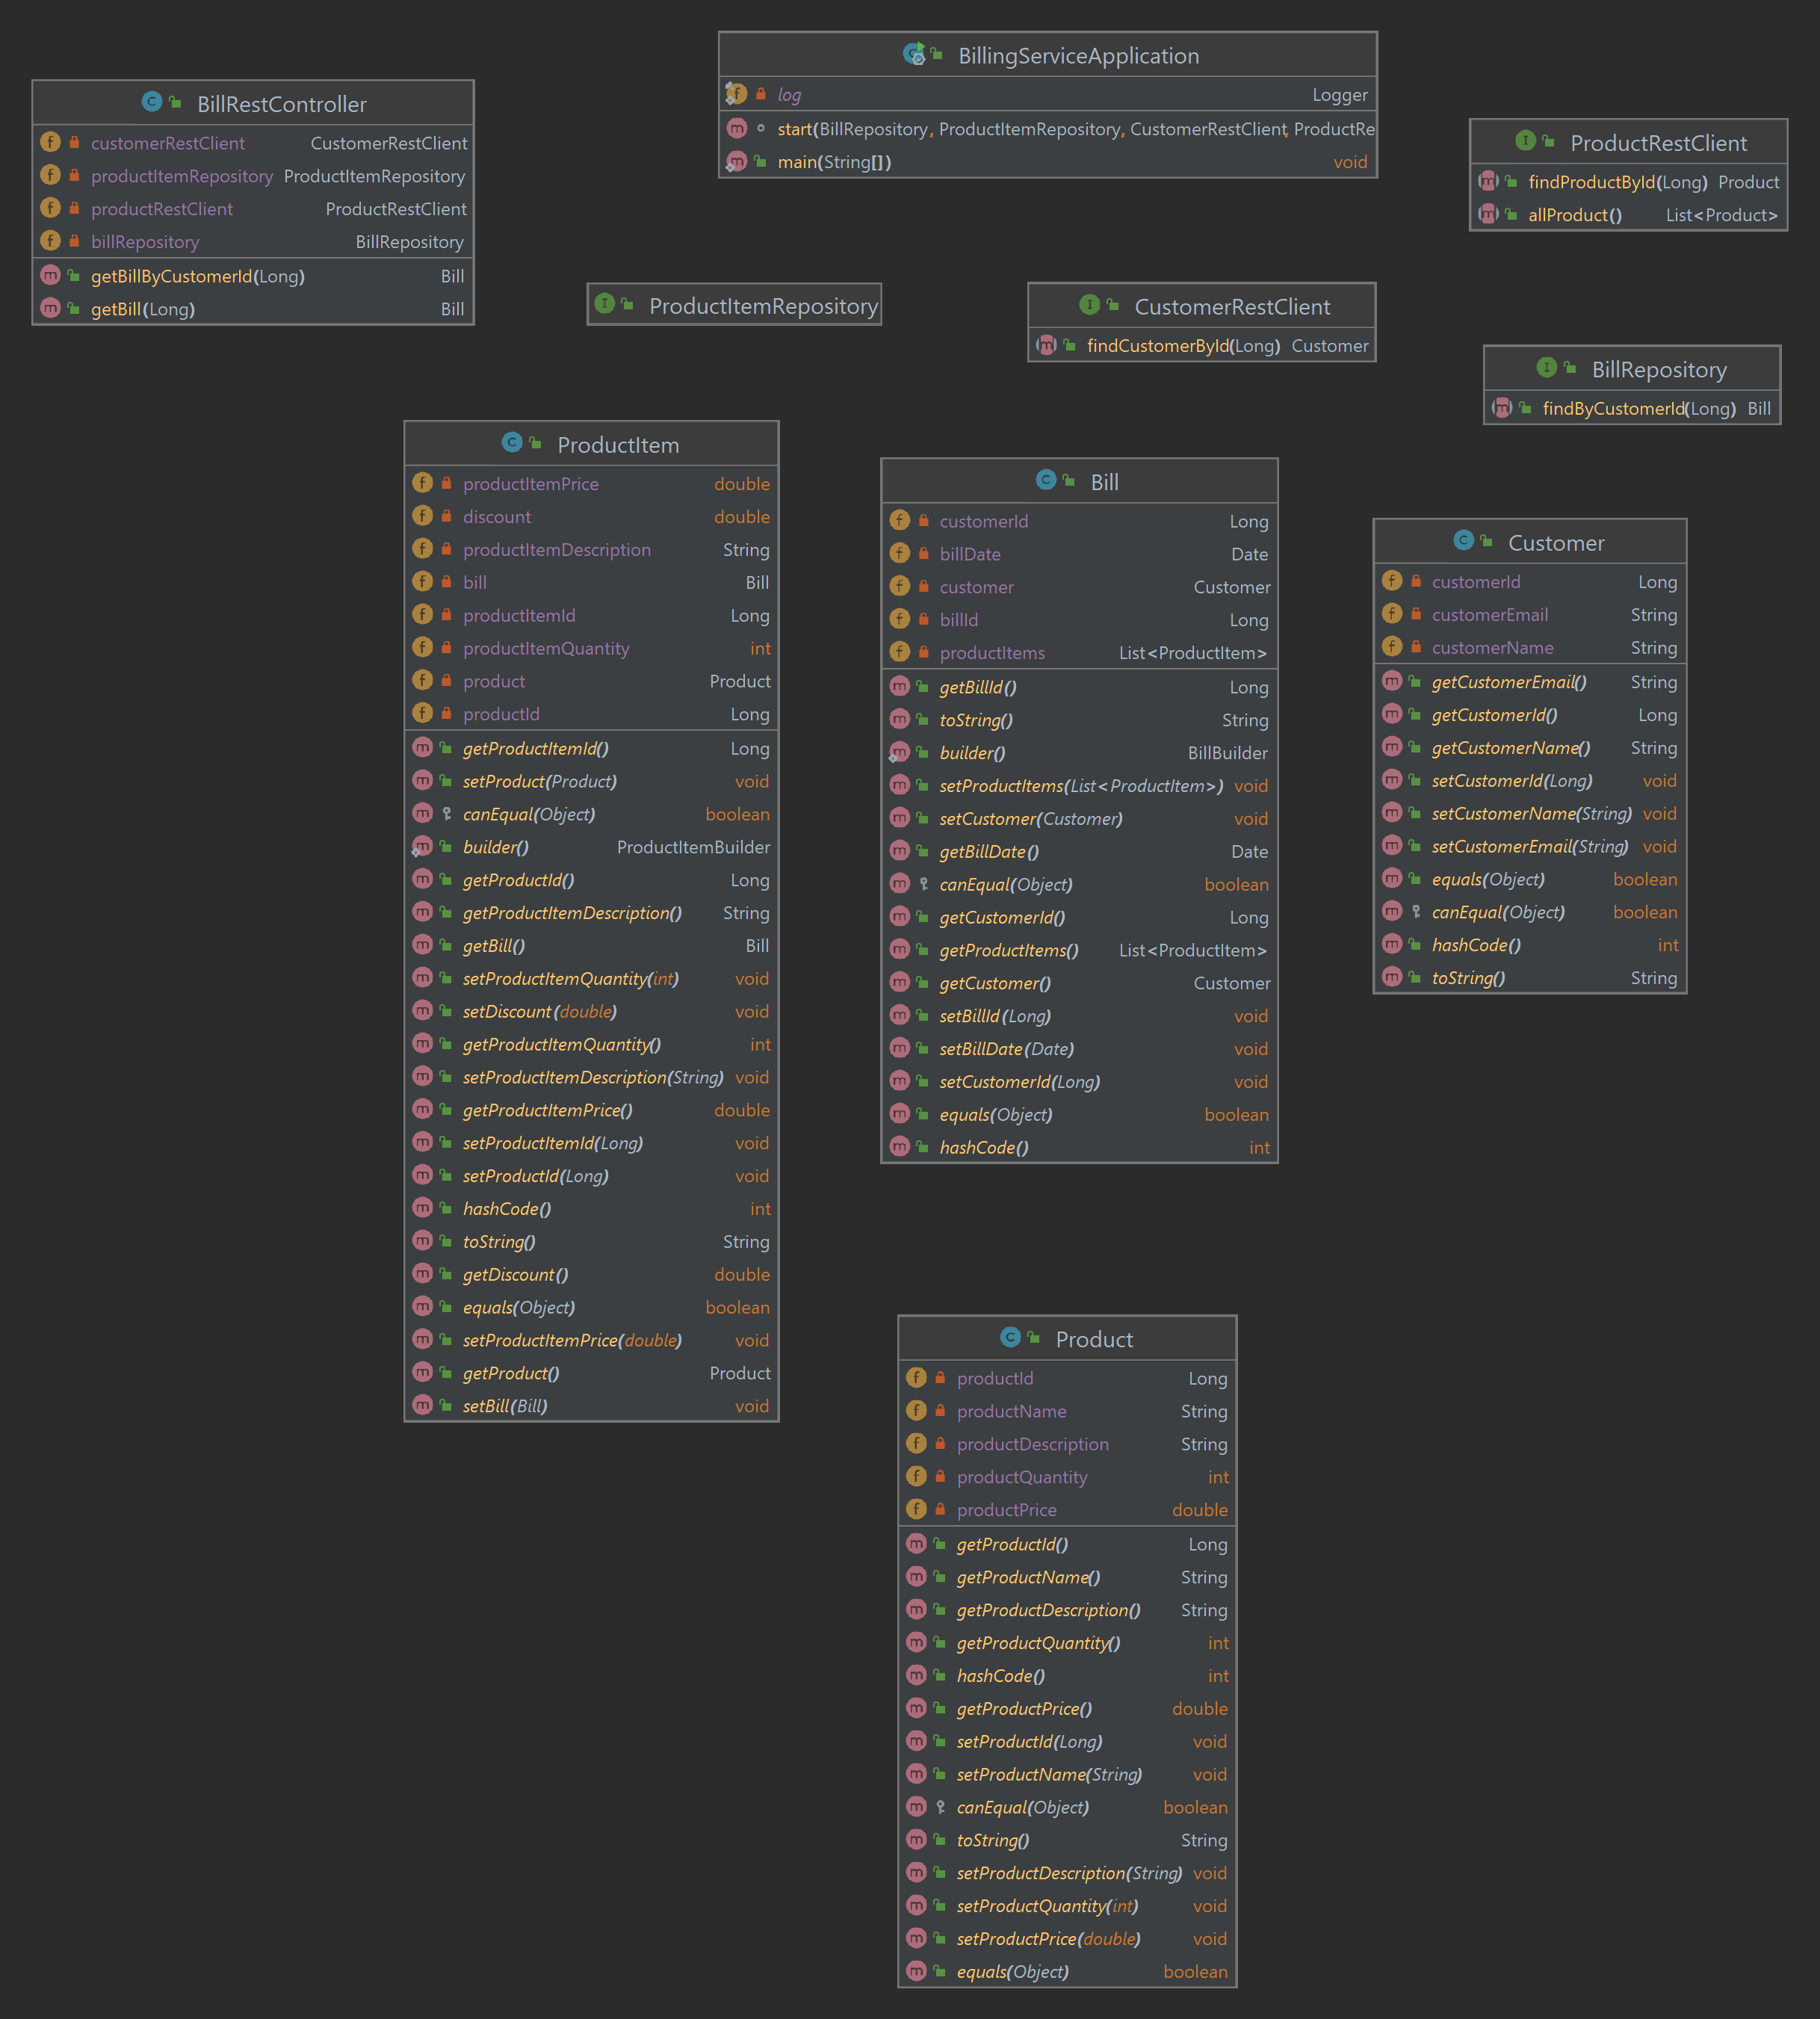 BillingServiceApplication
log Logger
start(BillRepository, ProductItemRepository, CustomerRestClient, ProductRe
main(String[]) void
BillRestController
customerRestClient CustomerRestClient
productItemRepository ProductItemRepository
productRestClient ProductRestClient
billRepository BillRepository
getBillByCustomerId(Long) Bill
getBill(Long) Bill
ProductRestClient
findProductById(Long) Product
allProduct() List<Product>
ProductItemRepository
CustomerRestClient
findCustomerById(Long) Customer
BillRepository
findByCustomerId(Long) Bill
ProductItem
productItemPrice double
discount double
productItemDescription String
bill Bill
productItemId Long
productItemQuantity int
product Product
productId Long
getProductItemId() Long
setProduct(Product) void
canEqual(Object) boolean
builder() ProductItemBuilder
getProductId() Long
getProductItemDescription() String
getBill() Bill
setProductItemQuantity(int) void
setDiscount(double) void
getProductItemQuantity() int
setProductItemDescription(String) void
getProductItemPrice() double
setProductItemId(Long) void
setProductId(Long) void
hashCode() int
toString() String
getDiscount() double
equals(Object) boolean
setProductItemPrice(double) void
getProduct() Product
setBill(Bill) void
Bill
customerId Long
billDate Date
customer Customer
billId Long
productItems List<ProductItem>
getBillId() Long
toString() String
builder() BillBuilder
setProductItems(List<ProductItem>) void
setCustomer(Customer) void
getBillDate() Date
canEqual(Object) boolean
getCustomerId() Long
getProductItems() List<ProductItem>
getCustomer() Customer
setBillId(Long) void
setBillDate(Date) void
setCustomerId(Long) void
equals(Object) boolean
hashCode() int
Customer
customerId Long
customerEmail String
customerName String
getCustomerEmail() String
getCustomerId() Long
getCustomerName() String
setCustomerId(Long) void
setCustomerName(String) void
setCustomerEmail(String) void
equals(Object) boolean
canEqual(Object) boolean
hashCode() int
toString() String
Product
productId Long
productName String
productDescription String
productQuantity int
productPrice double
getProductId() Long
getProductName() String
getProductDescription() String
getProductQuantity() int
hashCode() int
getProductPrice() double
setProductId(Long) void
setProductName(String) void
canEqual(Object) boolean
toString() String
setProductDescription(String) void
setProductQuantity(int) void
setProductPrice(double) void
equals(Object) boolean